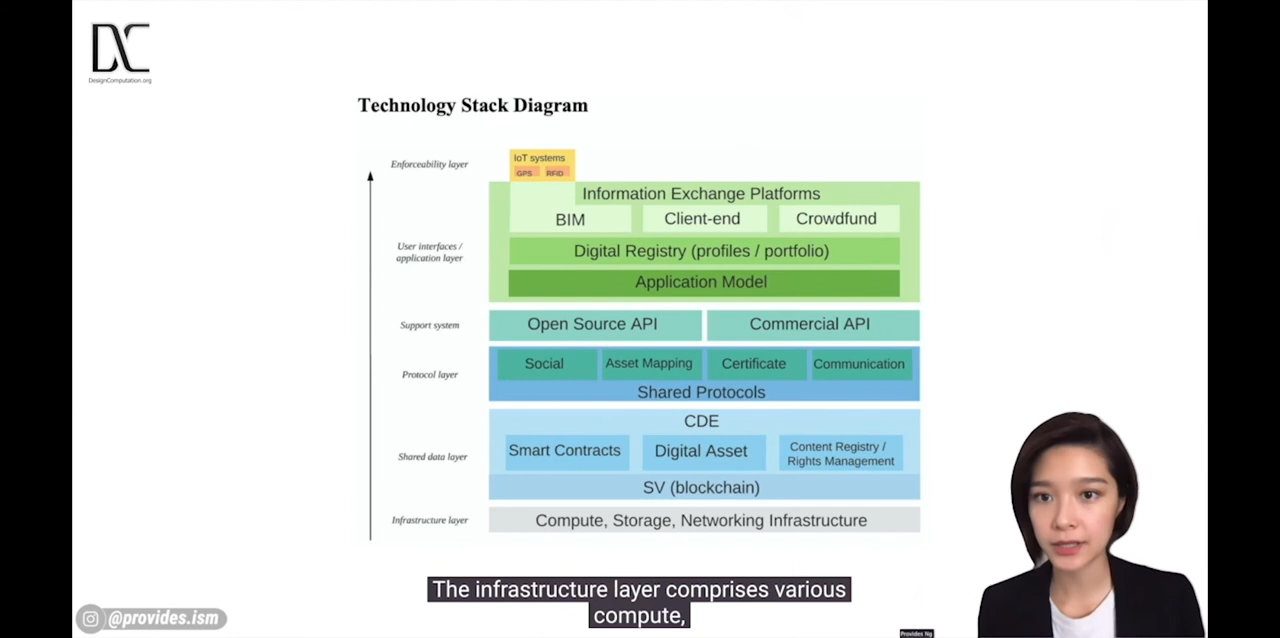 DC
DesignComputation.org
Technology Stack Diagram
Enforceability layer
IoT systems
GPS RFID
Information Exchange Platforms
BIM Client-end Crowdfund
User interfaces /
application layer
Digital Registry (profiles / portfolio)
Application Model
Support system
Open Source API Commercial API
Protocol layer
Social Asset Mapping Certificate Communication
Shared Protocols
CDE
Shared data layer
Smart Contracts Digital Asset
Content Registry /
Rights Management
SV (blockchain)
Infrastructure layer
Compute, Storage, Networking Infrastructure
The infrastructure layer comprises various
compute,
@provides.ism
Provides Ng